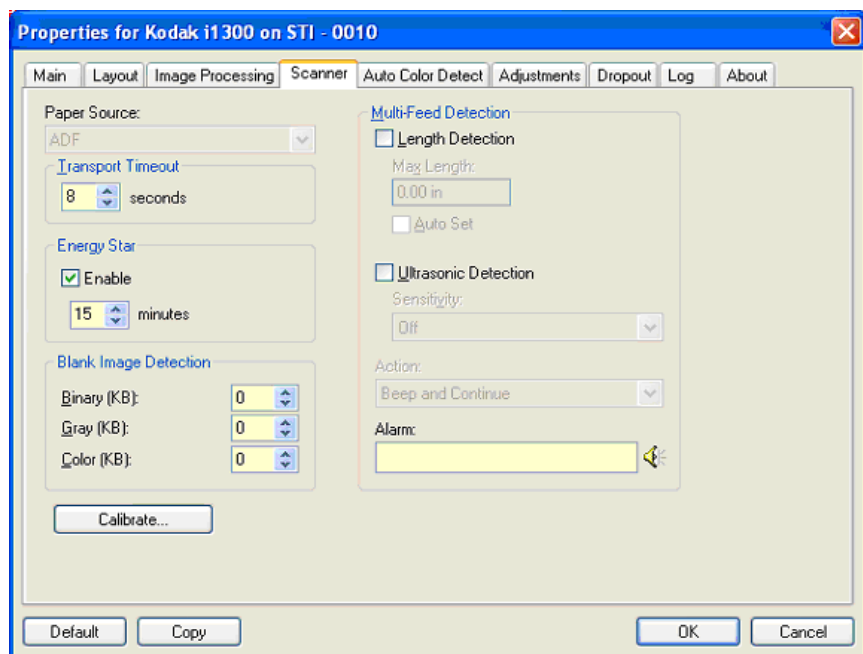 Properties for Kodak i1300 on STI - 0010
Main Layout Image Processing Scanner Auto Color Detect Adjustments Dropout Log About
Paper Source:
ADF
Transport Timeout
8 seconds
Energy Star
Enable
15 minutes
Blank Image Detection
Binary (KB): 0
Gray (KB): 0
Color (KB): 0
Calibrate...
Multi-Feed Detection
Length Detection
Max Length:
0.00 in
Auto Set
Ultrasonic Detection
Sensitivity:
Off
Action:
Beep and Continue
Alarm:
Default Copy OK Cancel